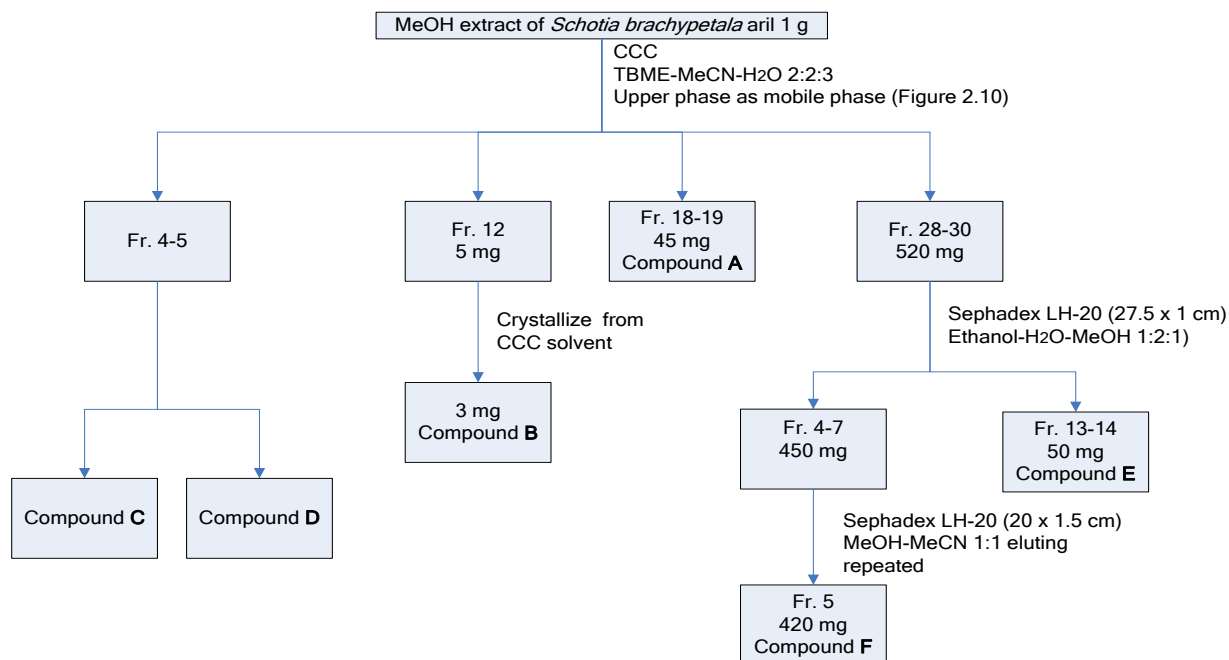 MeOH extract of Schotia brachypetala aril 1 g
CCC
TBME-MeCN-H2O 2:2:3
Upper phase as mobile phase (Figure 2.10)
Fr. 4-5
Fr. 12
5 mg
Fr. 18-19
45 mg
Compound A
Fr. 28-30
520 mg
Crystallize from
CCC solvent
Sephadex LH-20 (27.5 x 1 cm)
Ethanol-H2O-MeOH 1:2:1)
3 mg
Compound B
Fr. 4-7
450 mg
Fr. 13-14
50 mg
Compound E
Compound C
Compound D
Sephadex LH-20 (20 x 1.5 cm)
MeOH-MeCN 1:1 eluting
repeated
Fr. 5
420 mg
Compound F